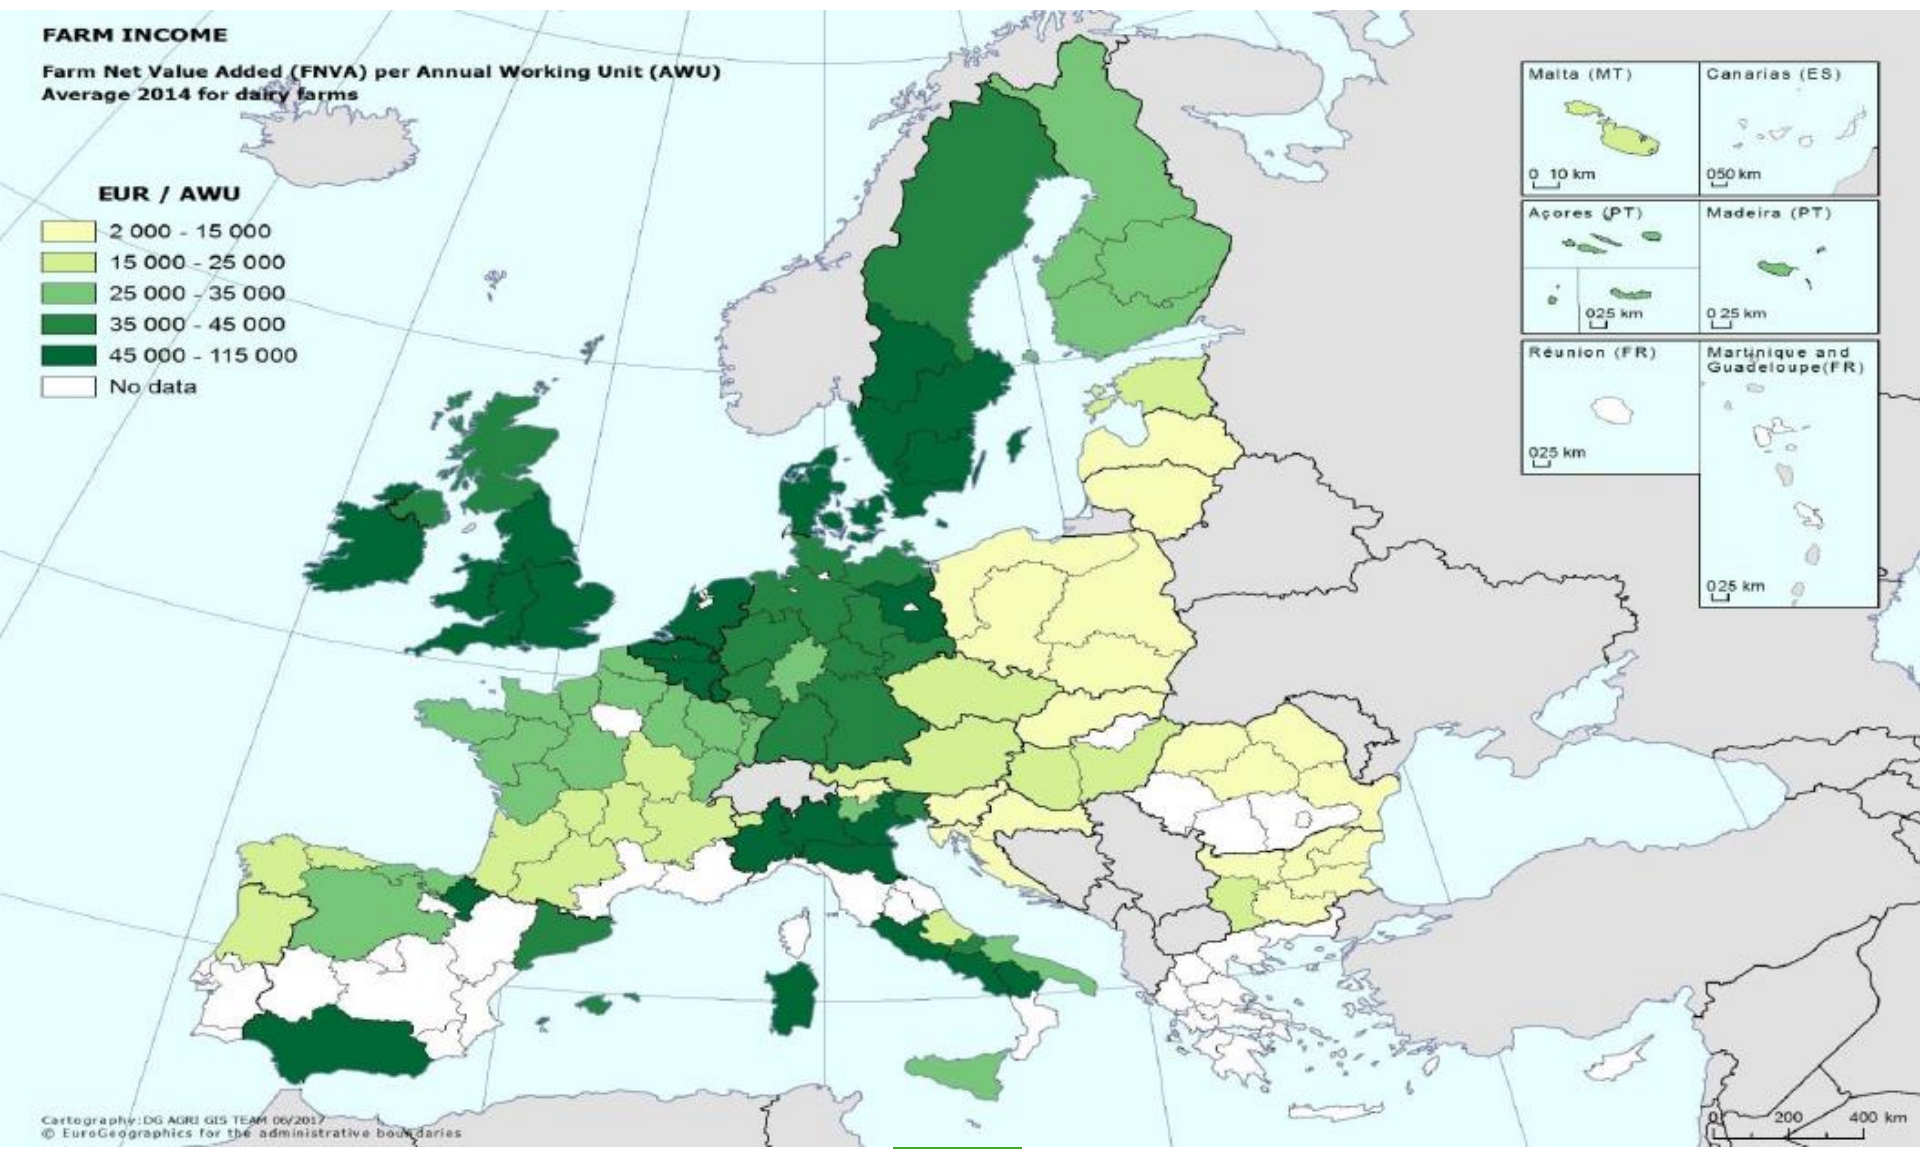 FARM INCOME
Farm Net Value Added (FNVA) per Annual Working Unit (AWU)
Average 2014 for dairy farms
EUR / AWU
2 000 - 15 000
15 000 - 25 000
25 000 - 35 000
35 000 - 45 000
45 000 - 115 000
No data
Malta (MT)
0 10 km
Canarias (ES)
050 km
Açores (PT)
025 km
Madeira (PT)
0 25 km
Réunion (FR)
025 km
Martinique and
Guadeloupe(FR)
025 km
0 200 400 km
Cartography: DG AGRI GIS TEAM 06/2017
© EuroGeographics for the administrative boundaries